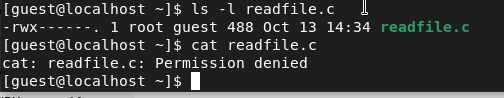 [guest@localhost ~]$ ls -l readfile.c
-rwx------. 1 root guest 488 Oct 13 14:34 readfile.c
[guest@localhost ~]$ cat readfile.c
cat: readfile.c: Permission denied
[guest@localhost ~]$